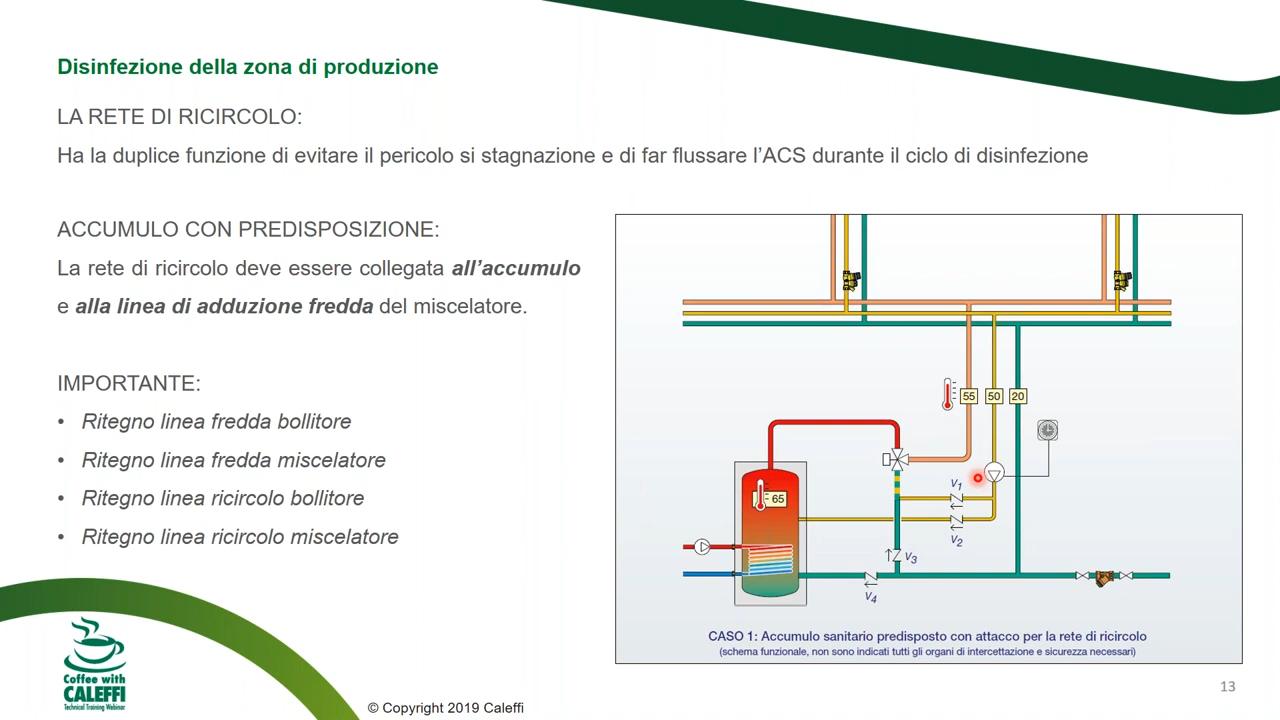 Disinfezione della zona di produzione
LA RETE DI RICIRCOLO:
Ha la duplice funzione di evitare il pericolo si stagnazione e di far flussare l’ACS durante il ciclo di disinfezione
ACCUMULO CON PREDISPOSIZIONE:
La rete di ricircolo deve essere collegata all’accumulo
e alla linea di adduzione fredda del miscelatore.
IMPORTANTE:
• Ritegno linea fredda bollitore
• Ritegno linea fredda miscelatore
• Ritegno linea ricircolo bollitore
• Ritegno linea ricircolo miscelatore
55 50 20
65
V1
V2
V3
V4
CASO 1: Accumulo sanitario predisposto con attacco per la rete di ricircolo
(schema funzionale, non sono indicati tutti gli organi di intercettazione e sicurezza necessari)
Coffee with
CALEFFI
Technical Training Webinar
© Copyright 2019 Caleffi
13